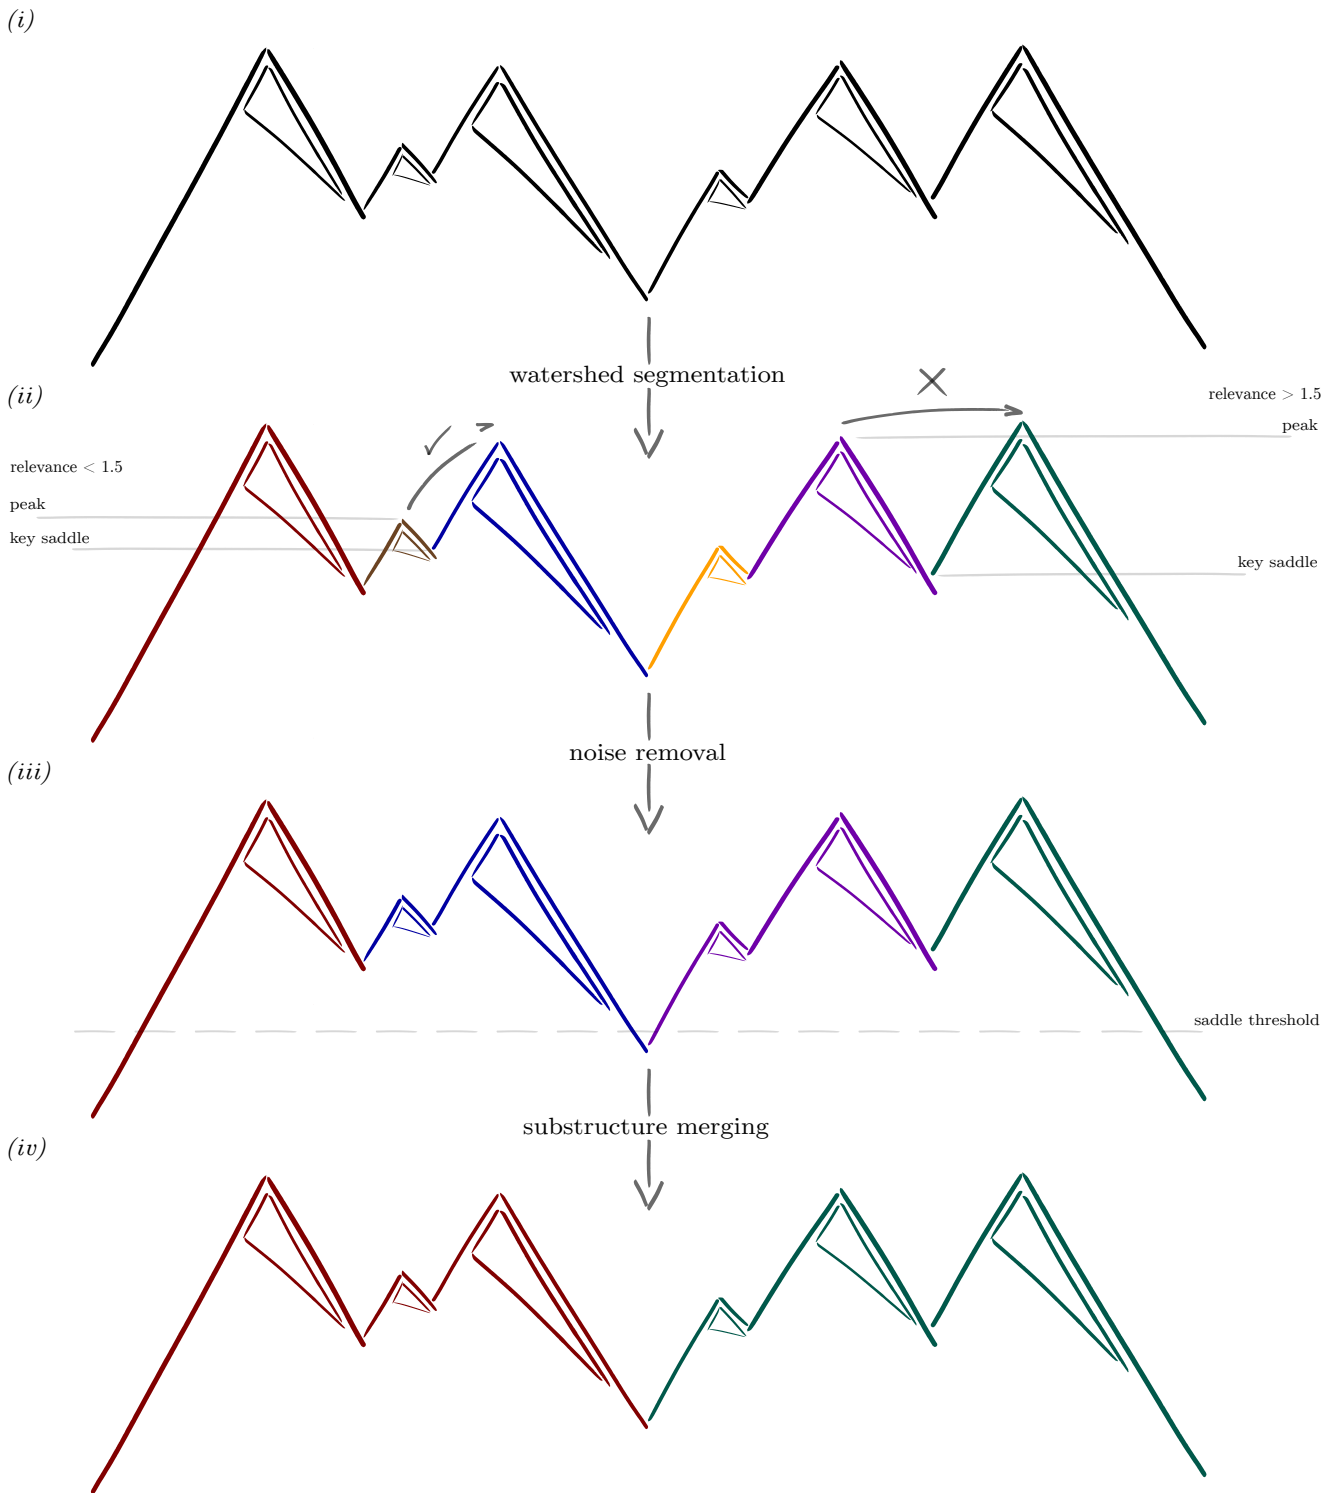 (i)
watershed segmentation
(ii)
relevance > 1.5
peak
relevance < 1.5
peak
key saddle
key saddle
noise removal
(iii)
saddle threshold
substructure merging
(iv)